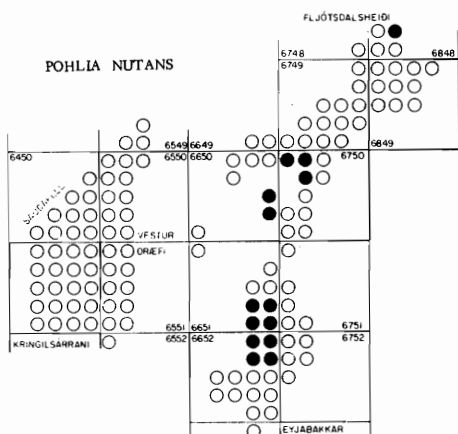 FLJÓTSDALSHEIÐI
POHLIA NUTANS
6748 6848
6749
6549 6649 6849
6450 6550 6650 6750
VESTUR
ÖRÆFI
6551 6651 6751
KRINGILSÁRRANI 6552 6652 6752
EYJABAKKAR